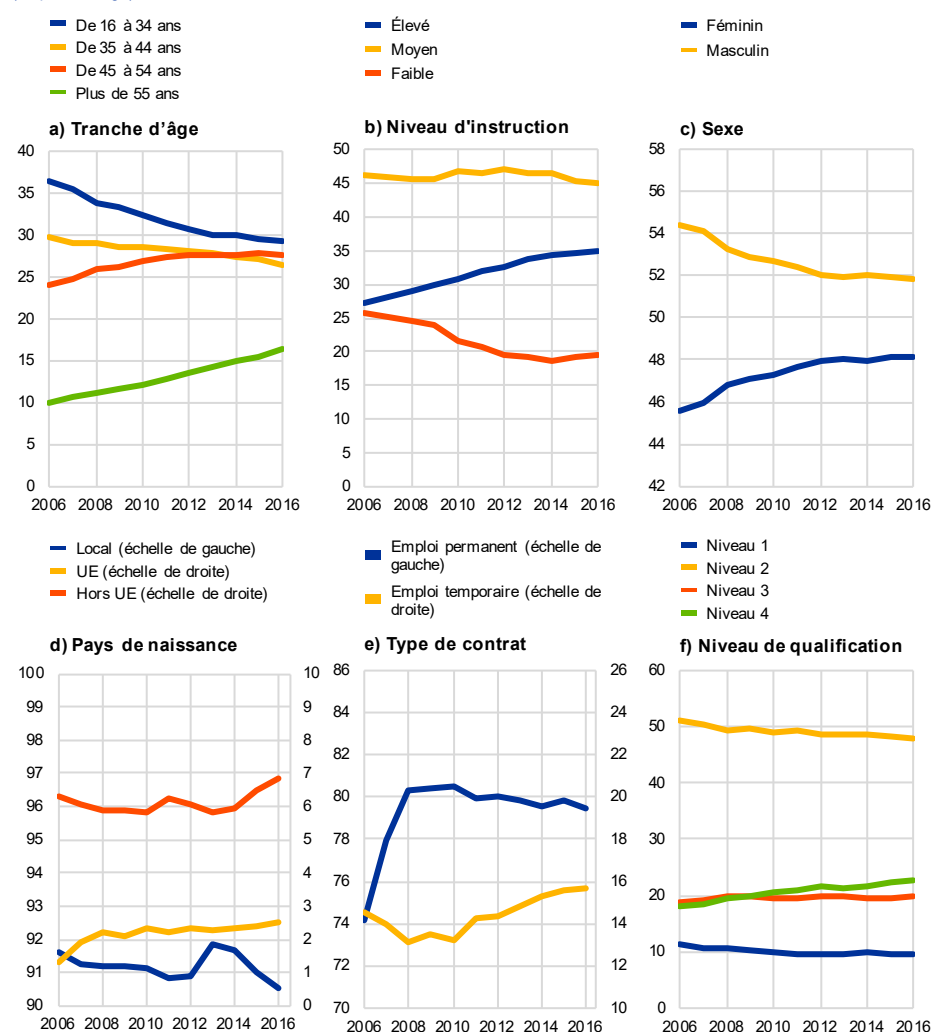 De 16 à 34 ans
De 35 à 44 ans
De 45 à 54 ans
Plus de 55 ans
Élevé
Moyen
Faible
Féminin
Masculin
a) Tranche d’âge
b) Niveau d'instruction
c) Sexe
40
35
30
25
20
15
10
5
0
2006 2008 2010 2012 2014 2016
50
45
40
35
30
25
20
15
10
5
0
2006 2008 2010 2012 2014 2016
58
56
54
52
50
48
46
44
42
2006 2008 2010 2012 2014 2016
Local (échelle de gauche)
UE (échelle de droite)
Hors UE (échelle de droite)
Emploi permanent (échelle de
gauche)
Emploi temporaire (échelle de
droite)
Niveau 1
Niveau 2
Niveau 3
Niveau 4
d) Pays de naissance
e) Type de contrat
f) Niveau de qualification
100
99
98
97
96
95
94
93
92
91
90
10
9
8
7
6
5
4
3
2
1
0
2006 2008 2010 2012 2014 2016
86
84
82
80
78
76
74
72
70
26
24
22
20
18
16
14
12
10
2006 2008 2010 2012 2014 2016
60
50
40
30
20
10
0
2006 2008 2010 2012 2014 2016